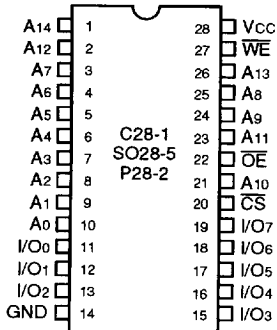 A14 1 28 VCC
A12 2 27 WE
A7 3 26 A13
A6 4 25 A8
A5 5 24 A9
A4 6 C28-1 23 A11
A3 7 SO28-5 22 OE
A2 8 P28-2 21 A10
A1 9 20 CS
A0 10 19 I/O7
I/O0 11 18 I/O6
I/O1 12 17 I/O5
I/O2 13 16 I/O4
GND 14 15 I/O3